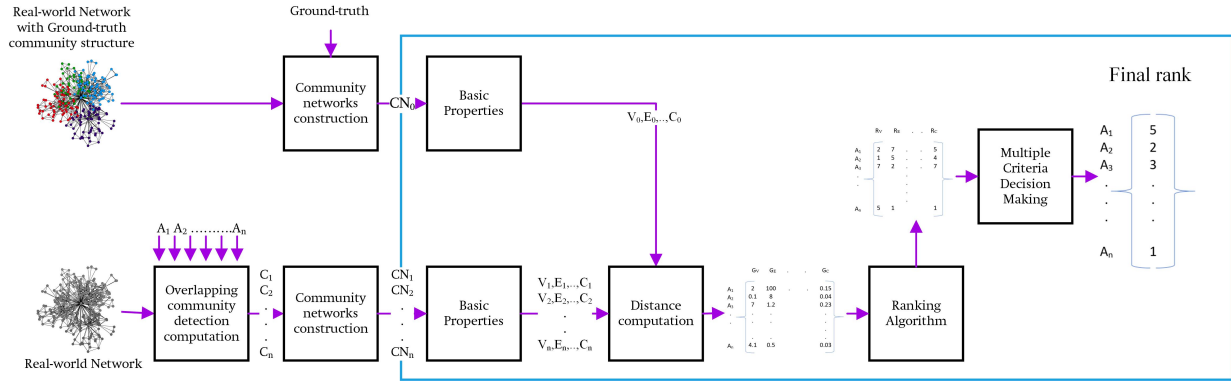 Real-world Network
with Ground-truth
community structure
Ground-truth
Community
networks
construction
CN0
Basic
Properties
V0,E0,..,C0
Final rank
RV RE . . RC
A1 2 7 . . 5
A2 1 5 . . 4
A3 7 2 . . 7
An 5 1 1
Multiple
Criteria
Decision
Making
A1 5
A2 2
A3 3
. .
. .
. .
An 1
A1 A2 ..........An
Real-world Network
Overlapping
community
detection
computation
C1
C2
.
.
.
Cn
Community
networks
construction
CN1
CN2
.
.
.
CNn
Basic
Properties
V1,E1,..,C1
V2,E2,..,C2
.
.
.
Vn,En,..,Cn
Distance
computation
GV GE . . GC
A1 2 100 . . 0.15
A2 0.1 8 0.04
A3 7 1.2 0.23
An 4.1 0.5 0.03
Ranking
Algorithm